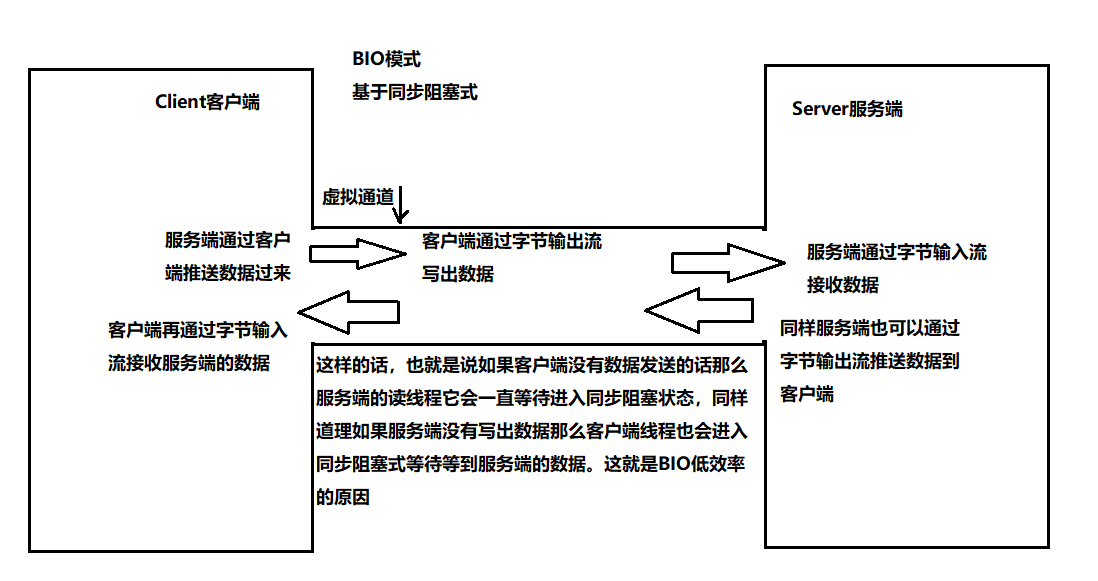 BIO模式
基于同步阻塞式
Client客户端
Server服务端
虚拟通道
服务端通过客户
端推送数据过来
客户端通过字节输出流
写出数据
服务端通过字节输入流
接收数据
客户端再通过字节输入
流接收服务端的数据
同样服务端也可以通过
字节输出流推送数据到
客户端
这样的话，也就是说如果客户端没有数据发送的话那么
服务端的读线程它会一直等待进入同步阻塞状态，同样
道理如果服务端没有写出数据那么客户端线程也会进入
同步阻塞式等待等到服务端的数据。这就是BIO低效率
的原因